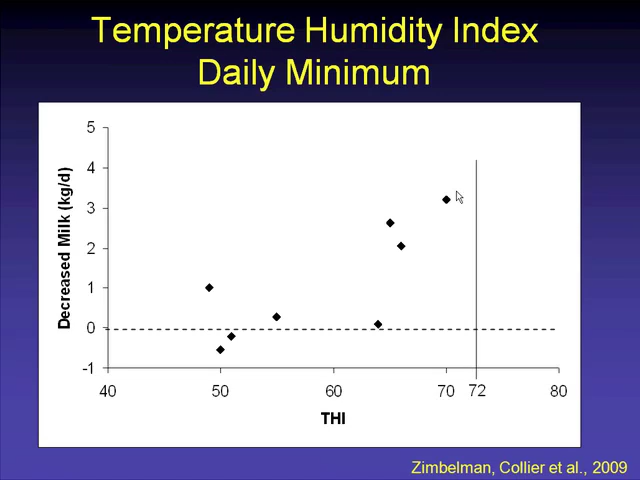 Temperature Humidity Index
Daily Minimum
Decreased Milk (kg/d)
5
4
3
2
1
0
-1
40 50 60 70 72 80
THI
Zimbelman, Collier et al., 2009